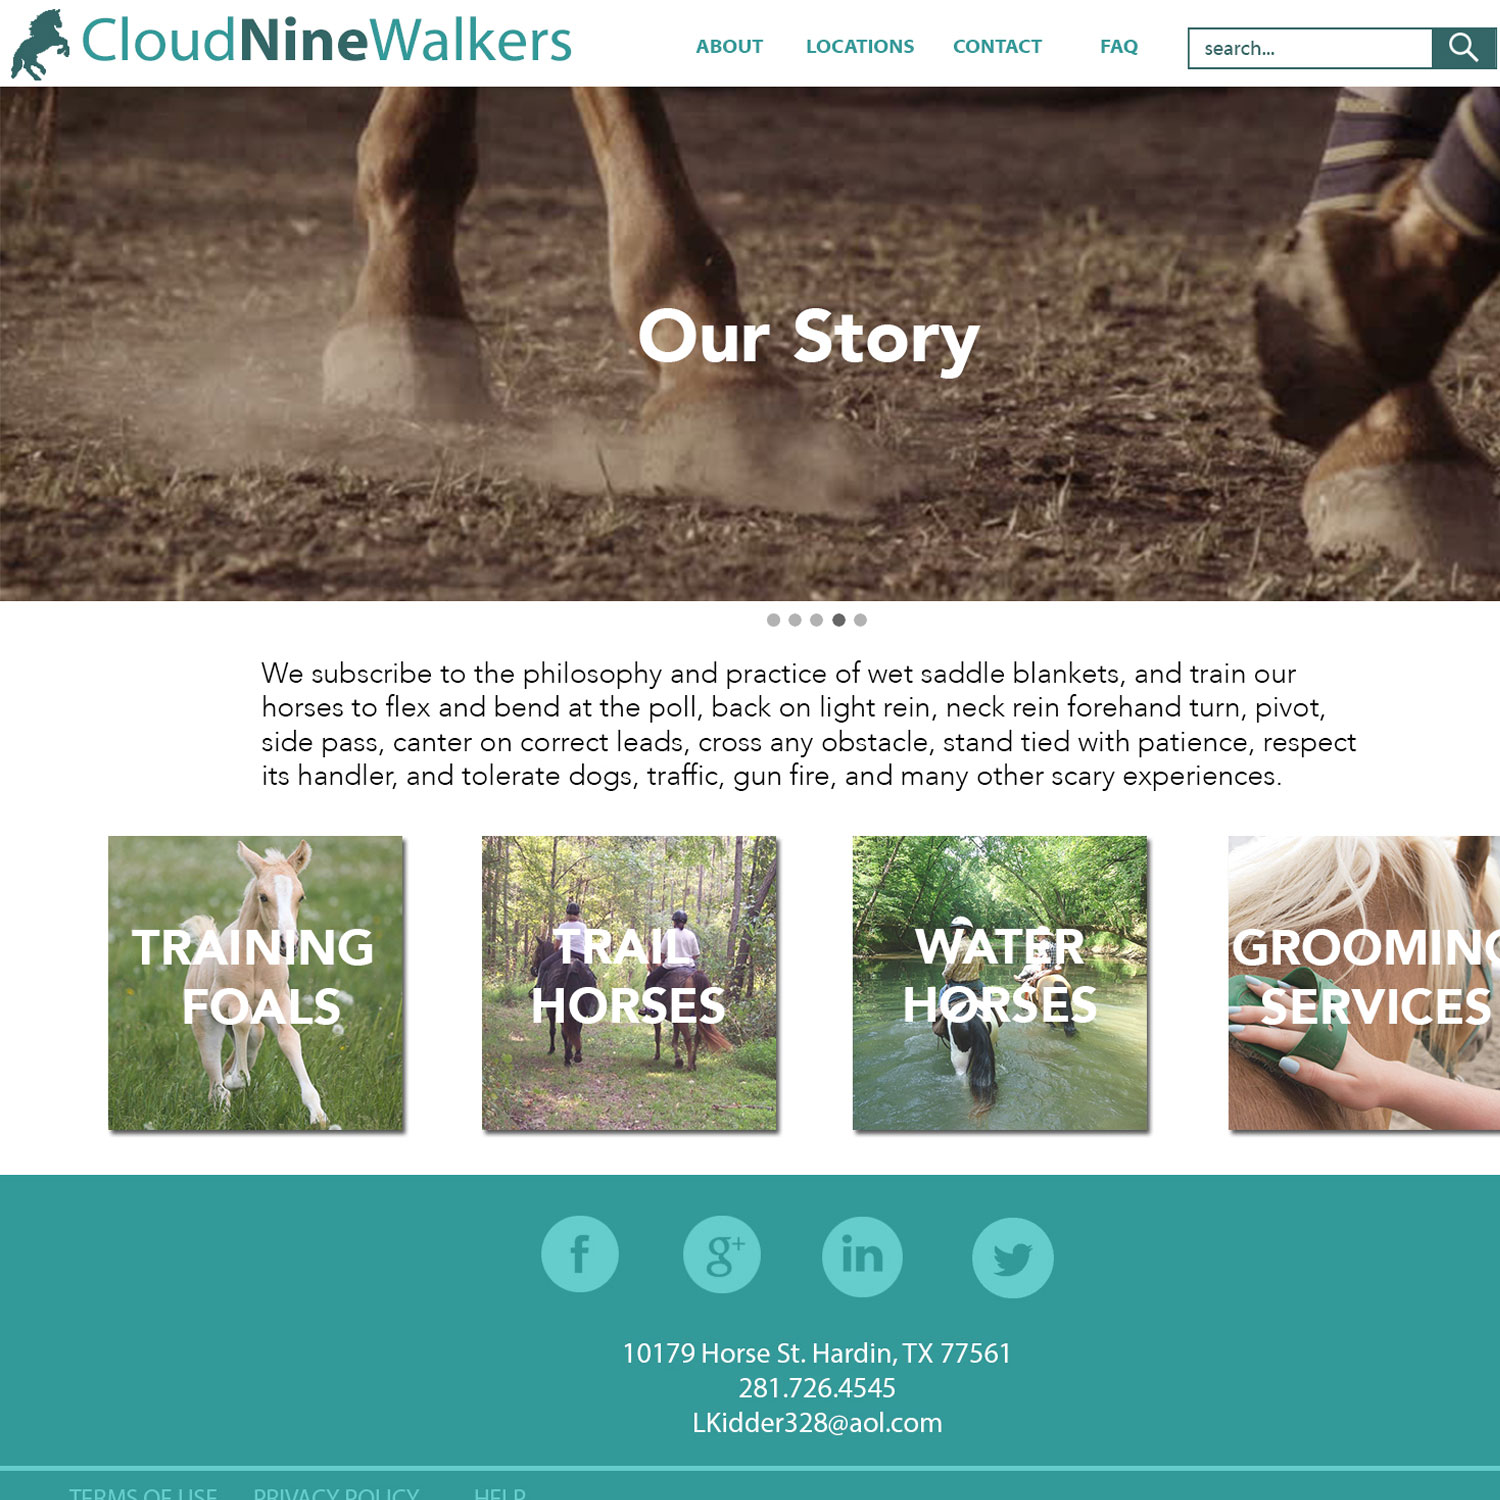 CloudNineWalkers
ABOUT LOCATIONS CONTACT FAQ search...
Our Story
We subscribe to the philosophy and practice of wet saddle blankets, and train our
horses to flex and bend at the poll, back on light rein, neck rein forehand turn, pivot,
side pass, canter on correct leads, cross any obstacle, stand tied with patience, respect
its handler, and tolerate dogs, traffic, gun fire, and many other scary experiences.
TRAINING
FOALS
TRAIL
HORSES
WATER
HORSES
GROOMING
SERVICES
f g+ in
10179 Horse St. Hardin, TX 77561
281.726.4545
LKidder328@aol.com
TERMS OF USE PRIVACY POLICY HELP